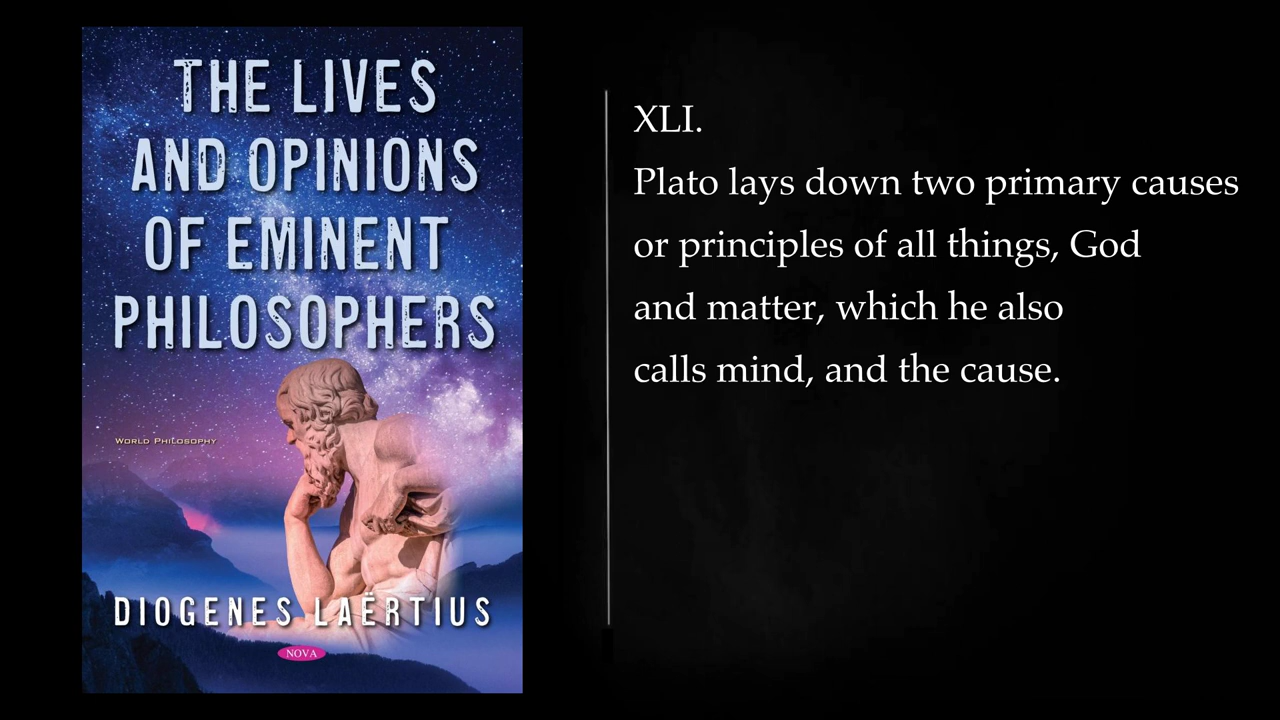 THE LIVES
AND OPINIONS
OF EMINENT
PHILOSOPHERS
WORLD PHILOSOPHY
DIOGENES LAËRTIUS
NOVA
XLI.
Plato lays down two primary causes
or principles of all things, God
and matter, which he also
calls mind, and the cause.